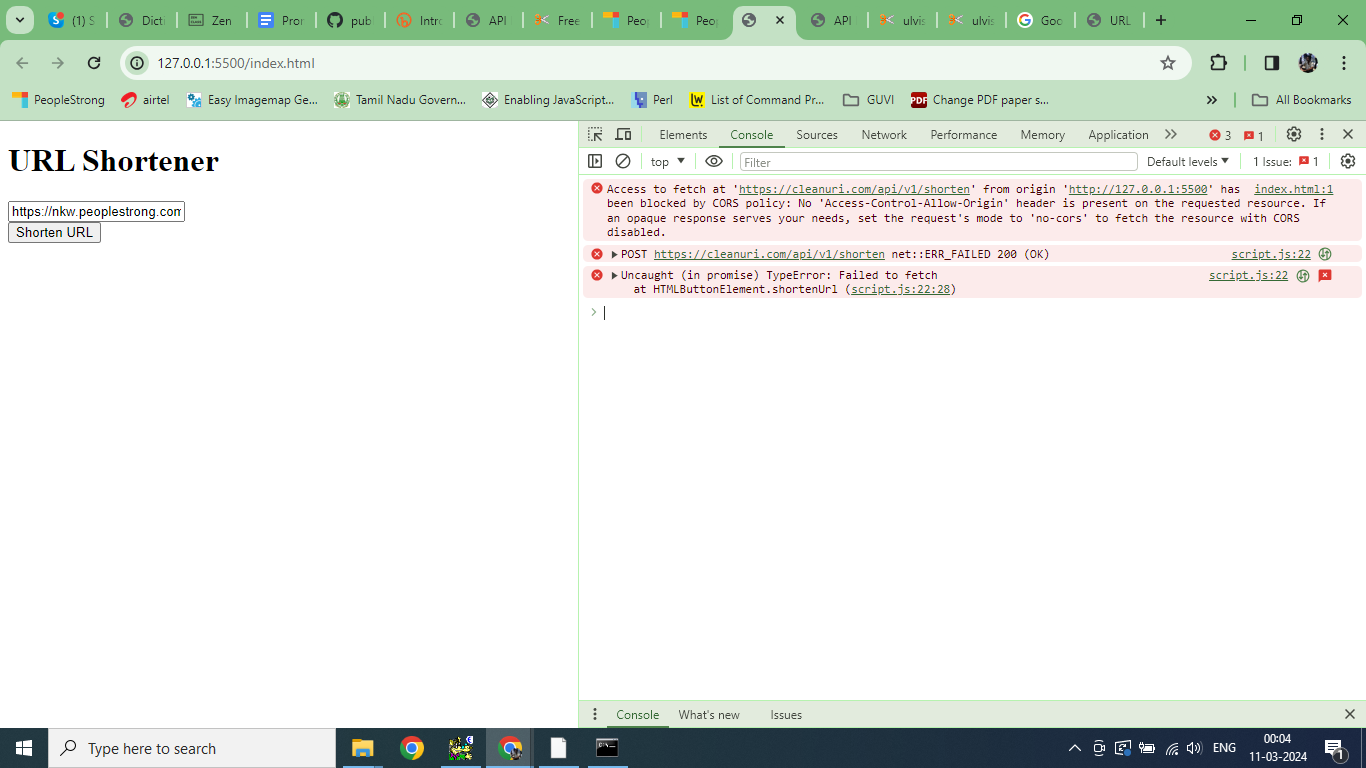 (1) S
Dicti
Zen
Pron
publ
Intro
API
Free
Peop
Peop
API
ulvis
ulvis
Goo
URL
127.0.0.1:5500/index.html
PeopleStrong
airtel
Easy Imagemap Ge...
Tamil Nadu Govern...
Enabling JavaScript...
Perl
List of Command Pr...
GUVI
PDF
Change PDF paper s...
»
All Bookmarks
URL Shortener
https://nkw.peoplestrong.com
Shorten URL
Elements Console Sources Network Performance Memory Application 3 1
top Filter Default levels 1 Issue: 1
Access to fetch at 'https://cleanuri.com/api/v1/shorten' from origin 'http://127.0.0.1:5500' has index.html:1
been blocked by CORS policy: No 'Access-Control-Allow-Origin' header is present on the requested resource. If
an opaque response serves your needs, set the request's mode to 'no-cors' to fetch the resource with CORS
disabled.
POST https://cleanuri.com/api/v1/shorten net::ERR_FAILED 200 (OK) script.js:22
Uncaught (in promise) TypeError: Failed to fetch script.js:22
at HTMLButtonElement.shortenUrl (script.js:22:28)
Console What's new Issues
Type here to search
ENG
00:04
11-03-2024
1